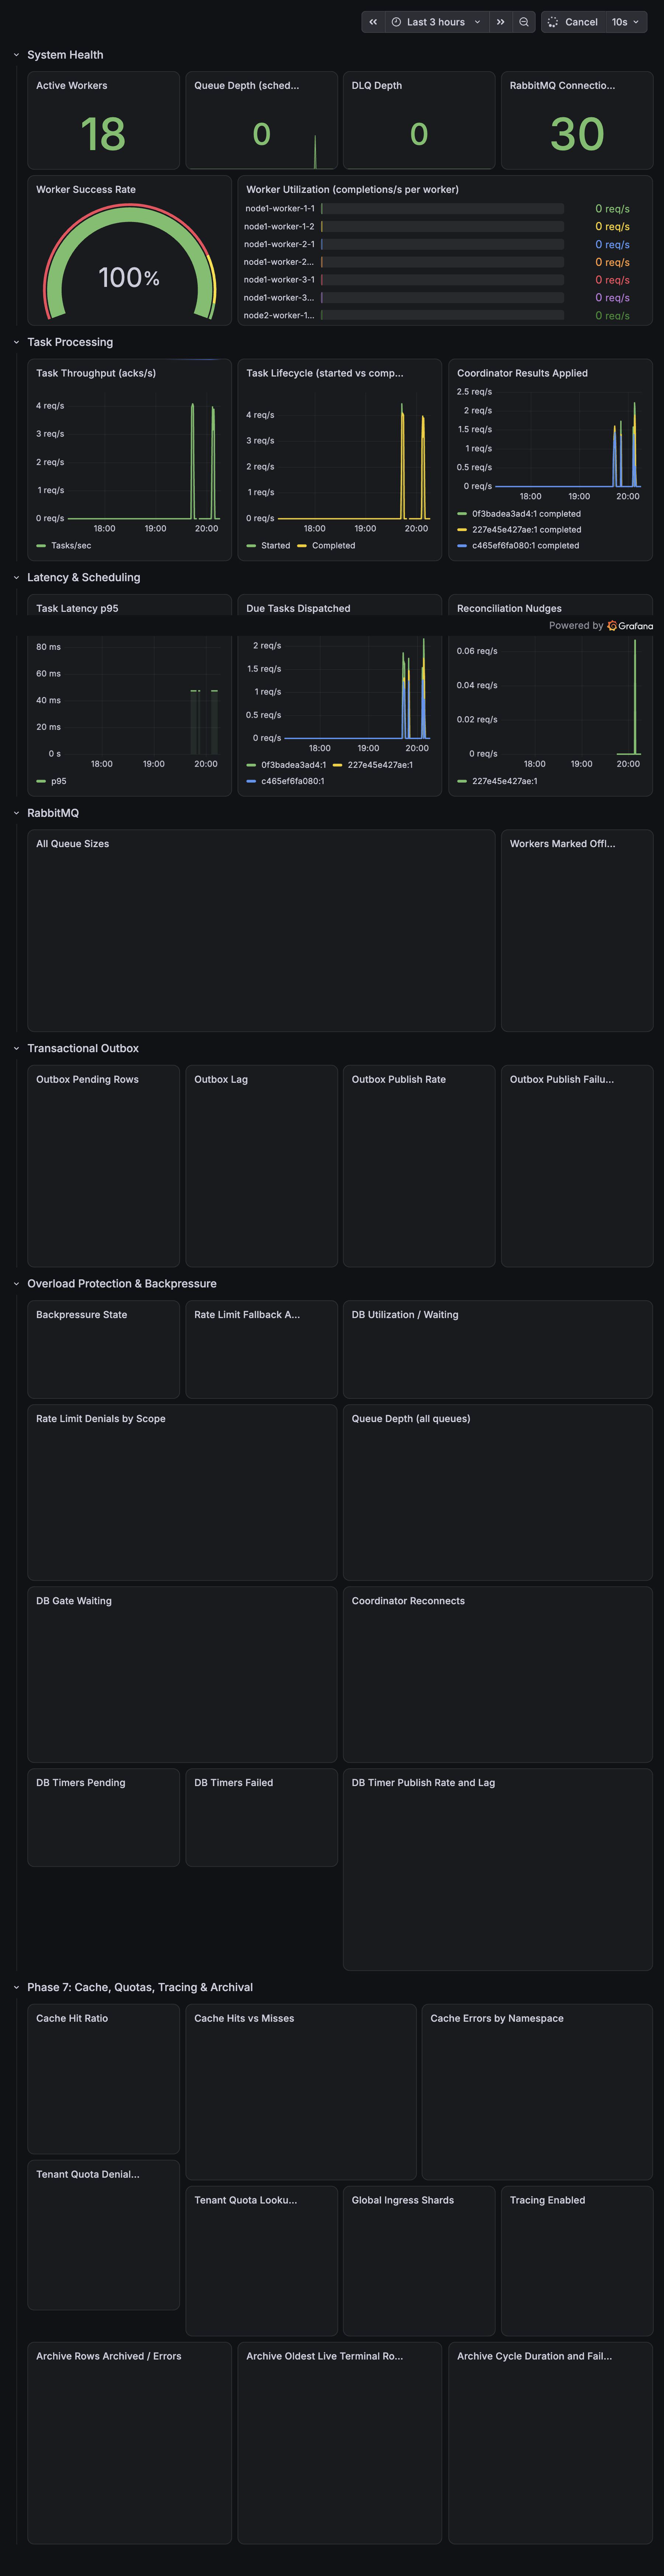 Last 3 hours
Cancel
10s
System Health
Active Workers
18
Queue Depth (sched...
0
DLQ Depth
0
RabbitMQ Connectio...
30
Worker Success Rate
100%
Worker Utilization (completions/s per worker)
node1-worker-1-1 0 req/s
node1-worker-1-2 0 req/s
node1-worker-2-1 0 req/s
node1-worker-2... 0 req/s
node1-worker-3-1 0 req/s
node1-worker-3... 0 req/s
node2-worker-1... 0 req/s
Task Processing
Task Throughput (acks/s)
4 req/s
3 req/s
2 req/s
1 req/s
0 req/s
18:00 19:00 20:00
Tasks/sec
Task Lifecycle (started vs comp...
4 req/s
3 req/s
2 req/s
1 req/s
0 req/s
18:00 19:00 20:00
Started Completed
Coordinator Results Applied
2.5 req/s
2 req/s
1.5 req/s
1 req/s
0.5 req/s
0 req/s
18:00 19:00 20:00
0f3badea3ad4:1 completed
227e45e427ae:1 completed
c465ef6fa080:1 completed
Latency & Scheduling
Task Latency p95
80 ms
60 ms
40 ms
20 ms
0 s
18:00 19:00 20:00
p95
Due Tasks Dispatched
2 req/s
1.5 req/s
1 req/s
0.5 req/s
0 req/s
18:00 19:00 20:00
0f3badea3ad4:1 227e45e427ae:1
c465ef6fa080:1
Reconciliation Nudges
Powered by Grafana
0.06 req/s
0.04 req/s
0.02 req/s
0 req/s
18:00 19:00 20:00
227e45e427ae:1
RabbitMQ
All Queue Sizes
Workers Marked Offl...
Transactional Outbox
Outbox Pending Rows
Outbox Lag
Outbox Publish Rate
Outbox Publish Failu...
Overload Protection & Backpressure
Backpressure State
Rate Limit Fallback A...
DB Utilization / Waiting
Rate Limit Denials by Scope
Queue Depth (all queues)
DB Gate Waiting
Coordinator Reconnects
DB Timers Pending
DB Timers Failed
DB Timer Publish Rate and Lag
Phase 7: Cache, Quotas, Tracing & Archival
Cache Hit Ratio
Cache Hits vs Misses
Cache Errors by Namespace
Tenant Quota Denial...
Tenant Quota Looku...
Global Ingress Shards
Tracing Enabled
Archive Rows Archived / Errors
Archive Oldest Live Terminal Ro...
Archive Cycle Duration and Fail...